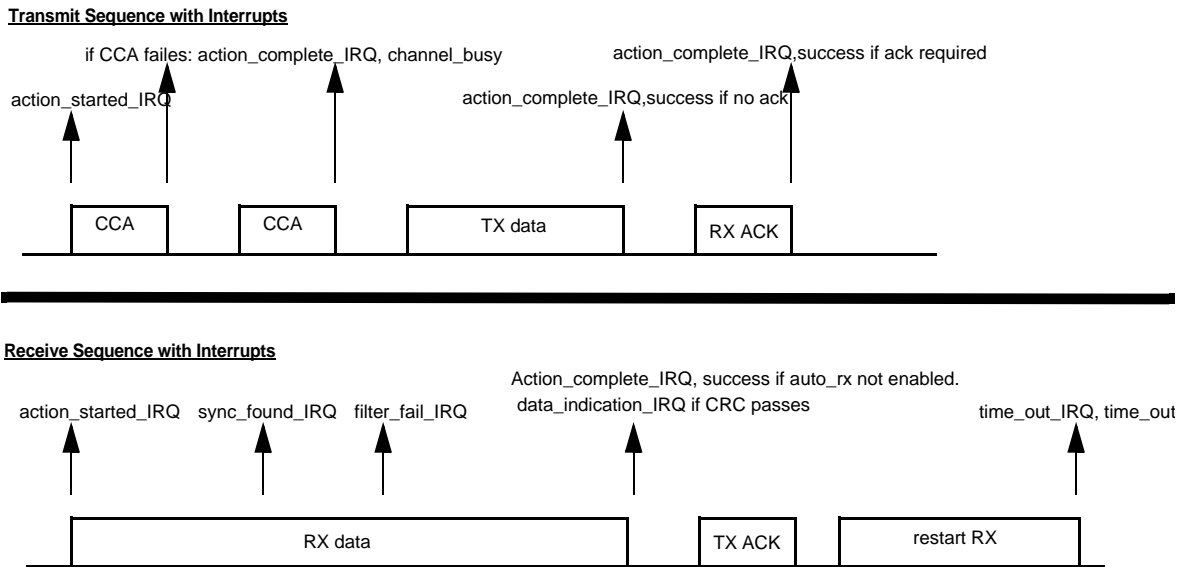 Transmit Sequence with Interrupts
if CCA failes: action_complete_IRQ, channel_busy
action_complete_IRQ,success if ack required
action_started_IRQ
action_complete_IRQ,success if no ack
CCA
CCA
TX data
RX ACK
Receive Sequence with Interrupts
Action_complete_IRQ, success if auto_rx not enabled.
data_indication_IRQ if CRC passes
action_started_IRQ
sync_found_IRQ
filter_fail_IRQ
time_out_IRQ, time_out
RX data
TX ACK
restart RX